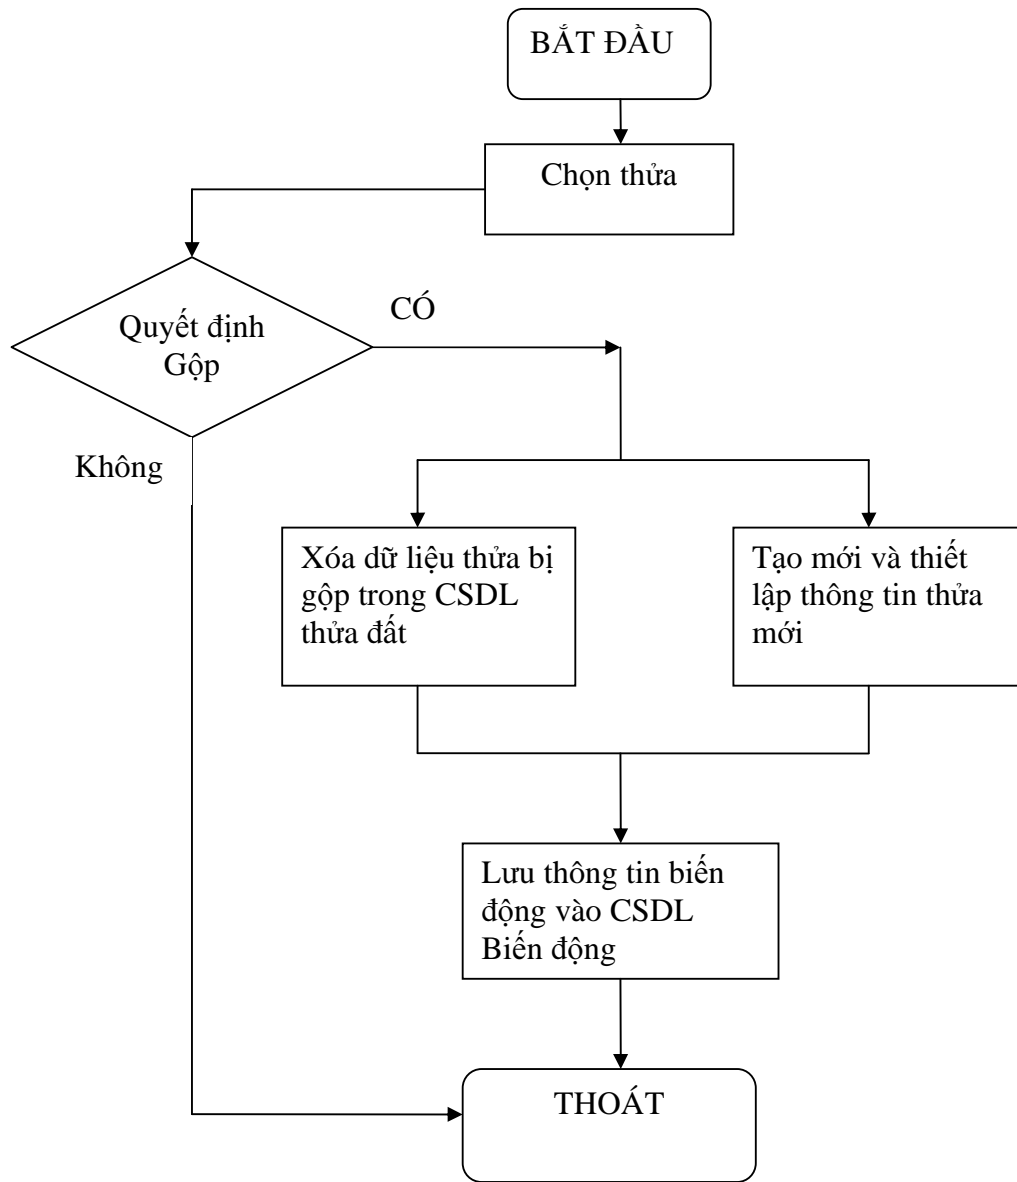 BẮT ĐẦU
Chọn thửa
CÓ
Quyết định
Gộp
Không
Xóa dữ liệu thửa bị
gộp trong CSDL
thửa đất
Tạo mới và thiết
lập thông tin thửa
mới
Lưu thông tin biến
động vào CSDL
Biến động
THOÁT